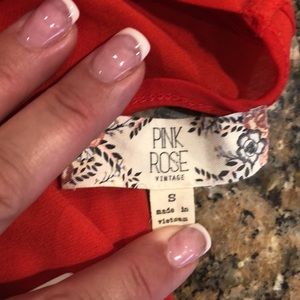 PINK
ROSE
VINTAGE
S
made in
vietnam